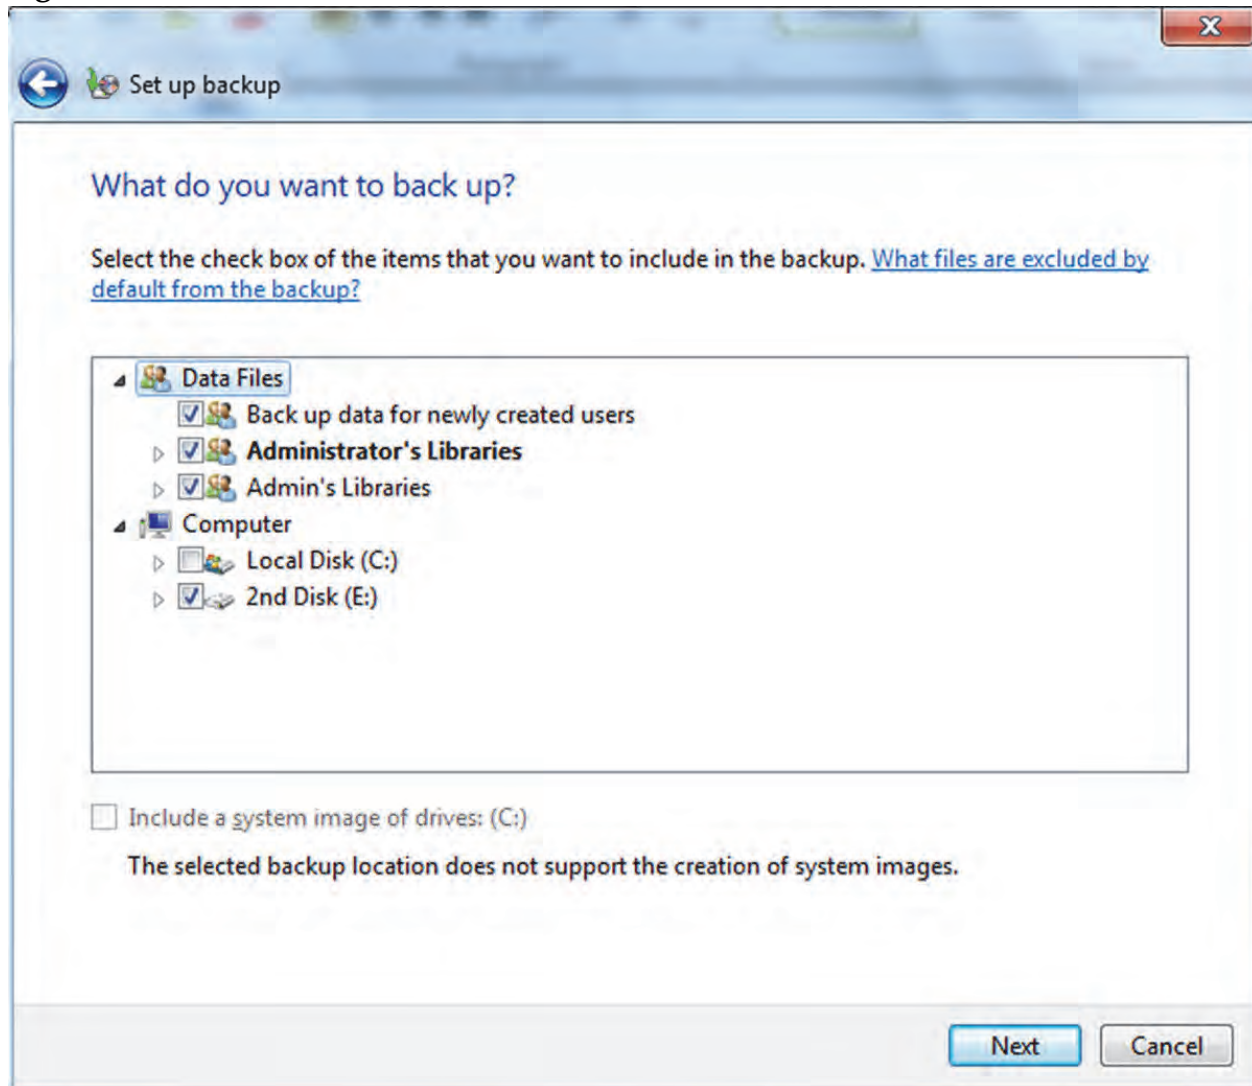 Set up backup
What do you want to back up?
Select the check box of the items that you want to include in the backup. What files are excluded by
default from the backup?
Data Files
Back up data for newly created users
Administrator's Libraries
Admin's Libraries
Computer
Local Disk (C:)
2nd Disk (E:)
Include a system image of drives: (C:)
The selected backup location does not support the creation of system images.
Next Cancel